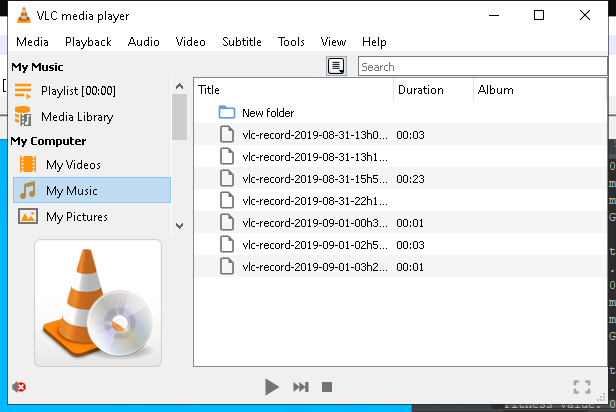 VLC media player
Media Playback Audio Video Subtitle Tools View Help
My Music
Search
Playlist [00:00]
Media Library
My Computer
My Videos
My Music
My Pictures
Title Duration Album
New folder
vlc-record-2019-08-31-13h0... 00:03
vlc-record-2019-08-31-13h1...
vlc-record-2019-08-31-15h5... 00:23
vlc-record-2019-08-31-22h1...
vlc-record-2019-09-01-00h3... 00:01
vlc-record-2019-09-01-02h5... 00:03
vlc-record-2019-09-01-03h2... 00:01